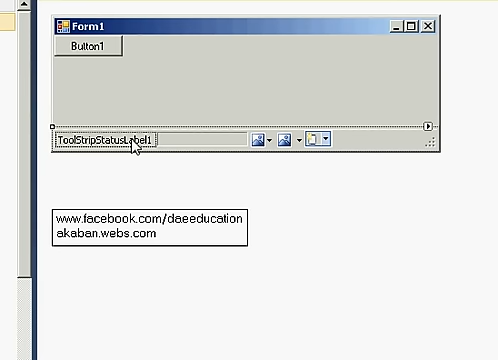 Form1
Button1
ToolStripStatusLabel1
www.facebook.com/daeeducation
akaban.webs.com